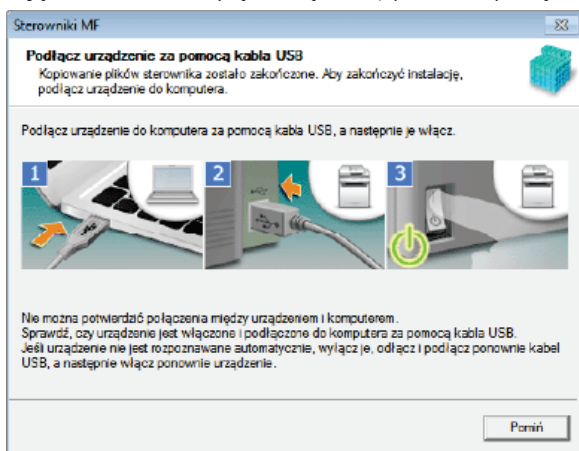 Sterowniki MF
Podłącz urządzenie za pomocą kabla USB
Kopiowanie plików sterownika zostało zakończone. Aby zakończyć instalację,
podłącz urządzenie do komputera.
Podłącz urządzenie do komputera za pomocą kabla USB, a następnie je włącz.
1 2 3
Nie można potwierdzić połączenia między urządzeniem i komputerem.
Sprawdź, czy urządzenie jest włączone i podłączone do komputera za pomocą kabla USB.
Jeśli urządzenie nie jest rozpoznawane automatycznie, wyłącz je, odłącz i podłącz ponownie kabel
USB, a następnie włącz ponownie urządzenie.
Pomiń